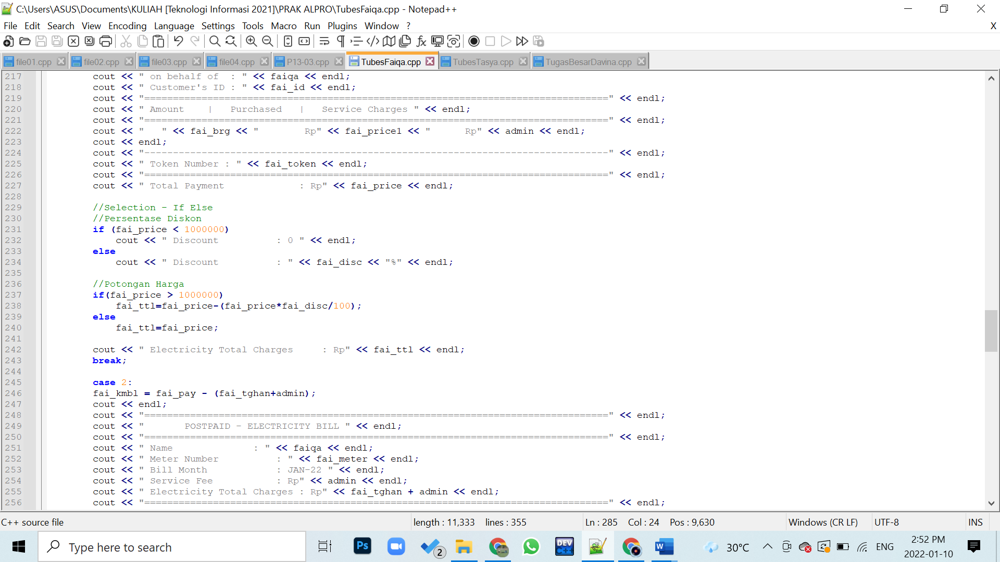 C:\Users\ASUS\Documents\KULIAH [Teknologi Informasi 2021]\PRAK ALPRO\TubesFaiqa.cpp - Notepad++
File Edit Search View Encoding Language Settings Tools Macro Run Plugins Window ? X
file01.cpp file02.cpp file03.cpp file04.cpp P13-03.cpp TubesFaiqa.cpp TubesTasya.cpp TugasBesarDavina.cpp
217 cout << " on behalf of  : " << faiqa << endl;
218 cout << " Customer's ID : " << fai_id << endl;
219 cout << "=================================================================================" << endl;
220 cout << " Amount    |   Purchased   |   Service Charges " << endl;
221 cout << "=================================================================================" << endl;
222 cout << "   " << fai_brg << "        Rp" << fai_price1 << "      Rp" << admin << endl;
223 cout << endl;
224 cout << "---------------------------------------------------------------------------------" << endl;
225 cout << " Token Number : " << fai_token << endl;
226 cout << "=================================================================================" << endl;
227 cout << " Total Payment             : Rp" << fai_price << endl;
228
229 //Selection - If Else
230 //Persentase Diskon
231 if (fai_price < 1000000)
232     cout << " Discount          : 0 " << endl;
233 else
234     cout << " Discount          : " << fai_disc << "%" << endl;
235
236 //Potongan Harga
237 if(fai_price > 1000000)
238     fai_ttl=fai_price-(fai_price*fai_disc/100);
239 else
240     fai_ttl=fai_price;
241
242 cout << " Electricity Total Charges     : Rp" << fai_ttl << endl;
243 break;
244
245 case 2:
246 fai_kmbl = fai_pay - (fai_tghan+admin);
247 cout << endl;
248 cout << "=================================================================================" << endl;
249 cout << "       POSTPAID - ELECTRICITY BILL " << endl;
250 cout << "=================================================================================" << endl;
251 cout << " Name              : " << faiqa << endl;
252 cout << " Meter Number          : " << fai_meter << endl;
253 cout << " Bill Month            : JAN-22 " << endl;
254 cout << " Service Fee           : Rp" << admin << endl;
255 cout << " Electricity Total Charges : Rp" << fai_tghan + admin << endl;
256 cout << "=================================================================================" << endl;
C++ source file length : 11,333 lines : 355 Ln : 285 Col : 24 Pos : 9,630 Windows (CR LF) UTF-8 INS
Type here to search Ps 2 DEV C++ W 30°C ENG 2:52 PM
2022-01-10